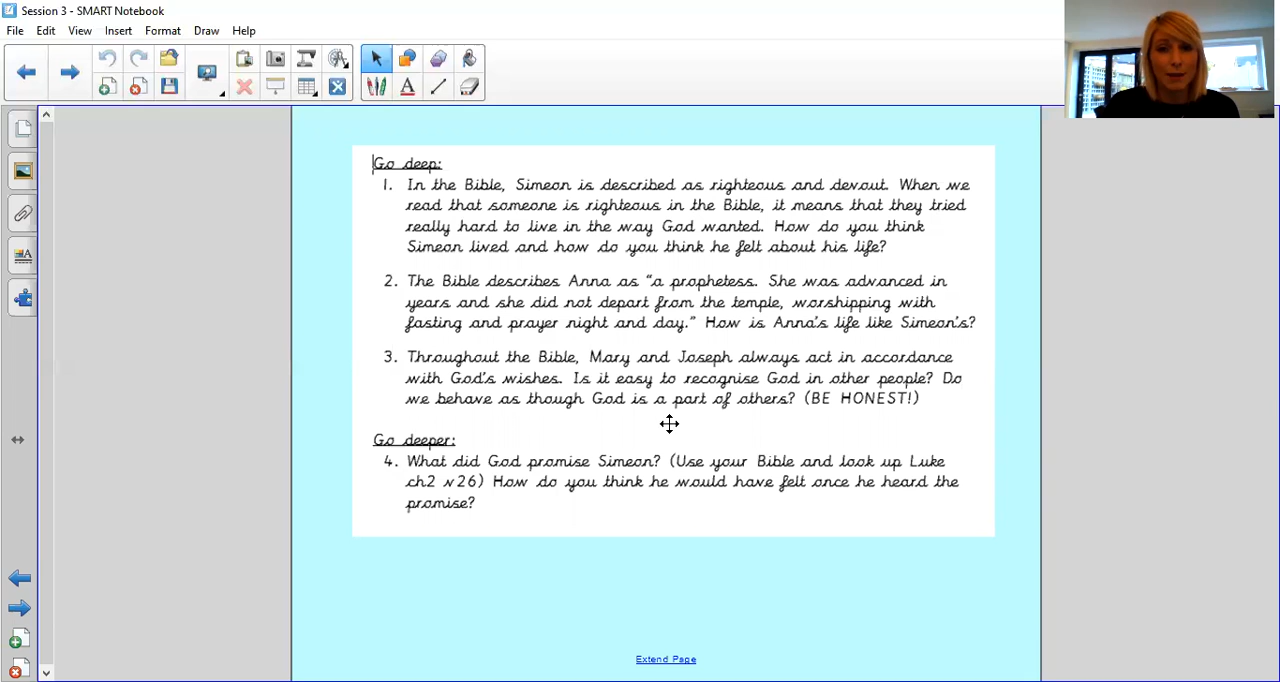 Session 3 - SMART Notebook
File Edit View Insert Format Draw Help
Go deep:
1. In the Bible, Simeon is described as righteous and devout. When we
read that someone is righteous in the Bible, it means that they tried
really hard to live in the way God wanted. How do you think
Simeon lived and how do you think he felt about his life?
2. The Bible describes Anna as "a prophetess. She was advanced in
years and she did not depart from the temple, worshipping with
fasting and prayer night and day." How is Anna's life like Simeon's?
3. Throughout the Bible, Mary and Joseph always act in accordance
with God's wishes. Is it easy to recognise God in other people? Do
we behave as though God is a part of others? (BE HONEST!)
Go deeper:
4. What did God promise Simeon? (Use your Bible and look up Luke
ch2 v26) How do you think he would have felt once he heard the
promise?
Extend Page